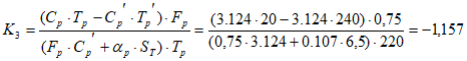 K₃ = (C_p · T_p − C_p' · T_p') · F_p / (F_p · C_p' + α_p · S_T) · T_p = (3.124 · 20 − 3.124 · 240) · 0,75 / (0,75 · 3.124 + 0.107 · 6,5) · 220 = −1,157